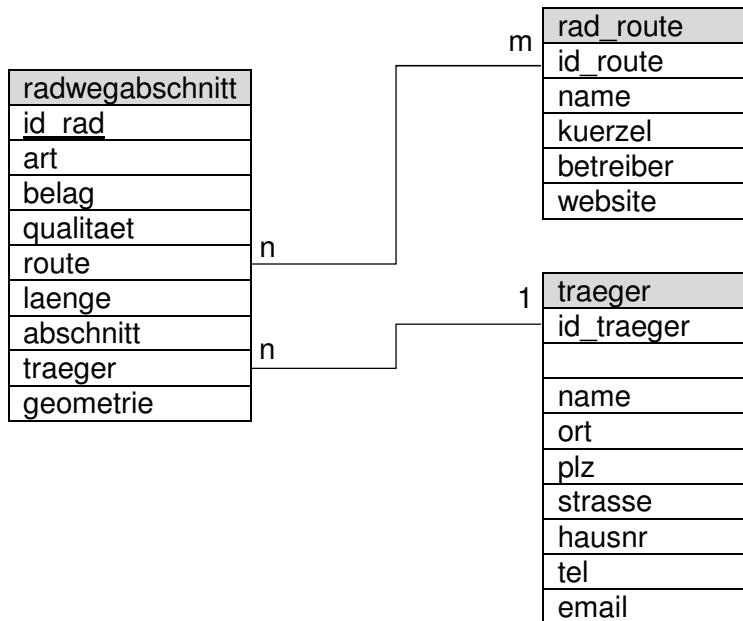 radwegabschnitt
id_rad
art
belag
qualitaet
route
laenge
abschnitt
traeger
geometrie
n
n
m
1
rad_route
id_route
name
kuerzel
betreiber
website
traeger
id_traeger
name
ort
plz
strasse
hausnr
tel
email